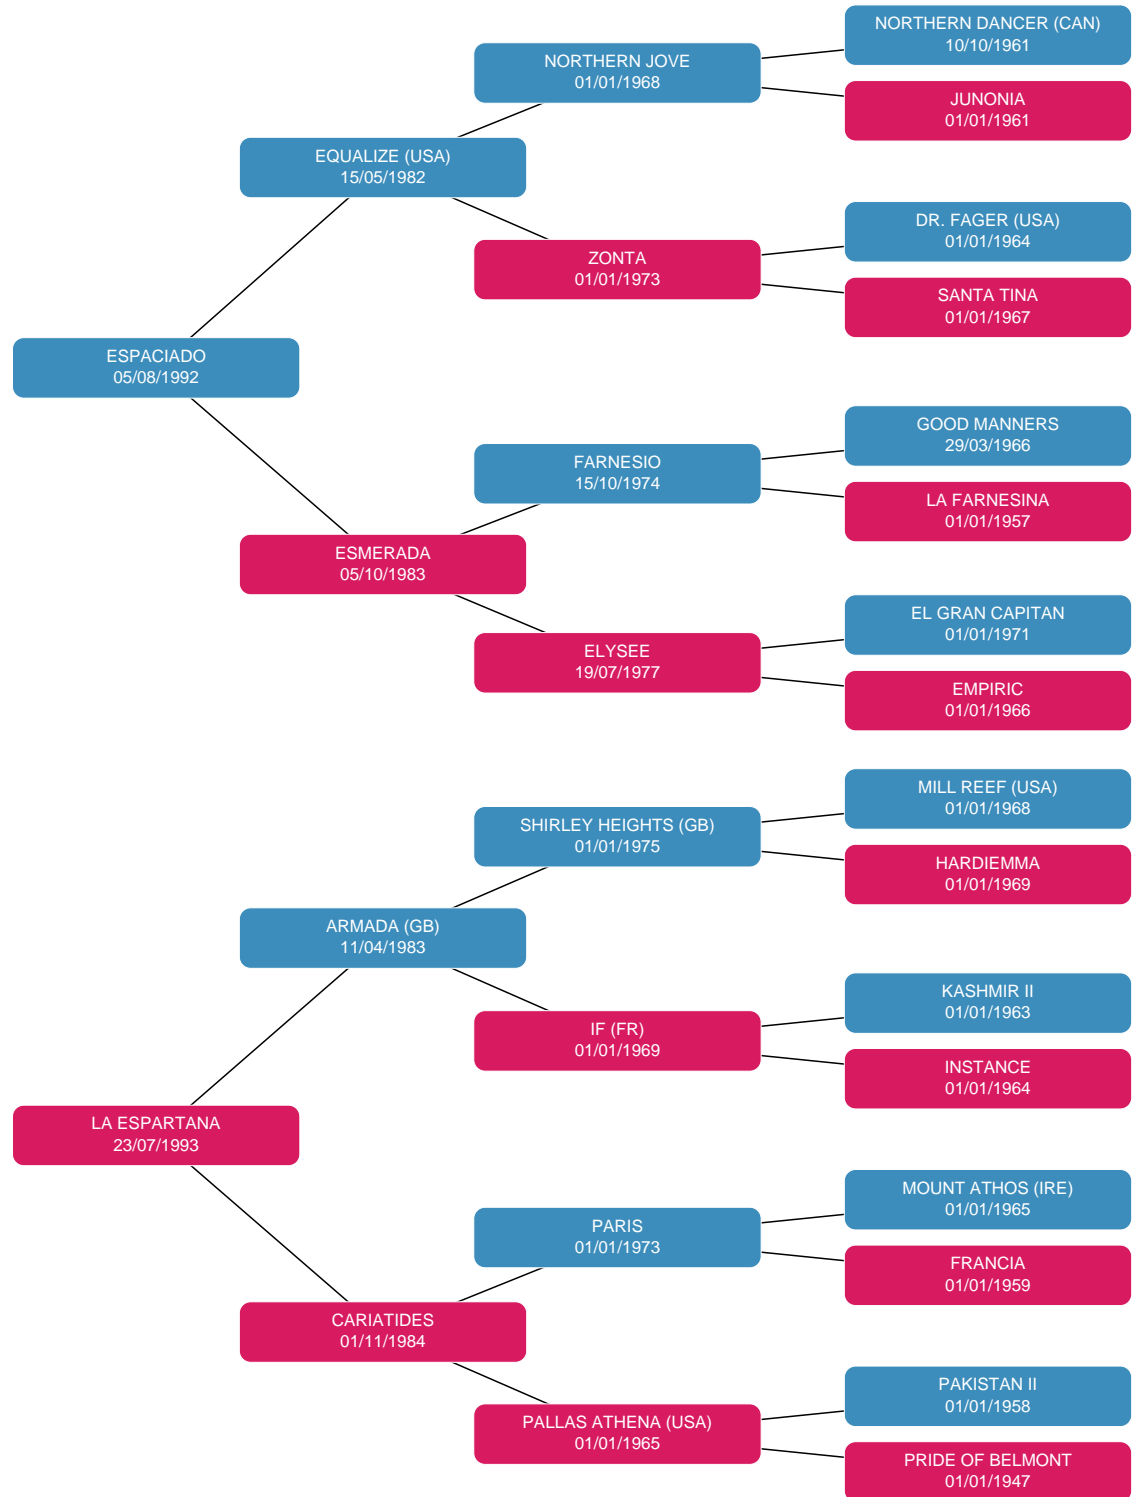 NORTHERN DANCER (CAN)
10/10/1961
NORTHERN JOVE
01/01/1968
JUNONIA
01/01/1961
EQUALIZE (USA)
15/05/1982
DR. FAGER (USA)
01/01/1964
ZONTA
01/01/1973
SANTA TINA
01/01/1967
ESPACIADO
05/08/1992
GOOD MANNERS
29/03/1966
FARNESIO
15/10/1974
LA FARNESINA
01/01/1957
ESMERADA
05/10/1983
EL GRAN CAPITAN
01/01/1971
ELYSEE
19/07/1977
EMPIRIC
01/01/1966
MILL REEF (USA)
01/01/1968
SHIRLEY HEIGHTS (GB)
01/01/1975
HARDIEMMA
01/01/1969
ARMADA (GB)
11/04/1983
KASHMIR II
01/01/1963
IF (FR)
01/01/1969
INSTANCE
01/01/1964
LA ESPARTANA
23/07/1993
MOUNT ATHOS (IRE)
01/01/1965
PARIS
01/01/1973
FRANCIA
01/01/1959
CARIATIDES
01/11/1984
PAKISTAN II
01/01/1958
PALLAS ATHENA (USA)
01/01/1965
PRIDE OF BELMONT
01/01/1947